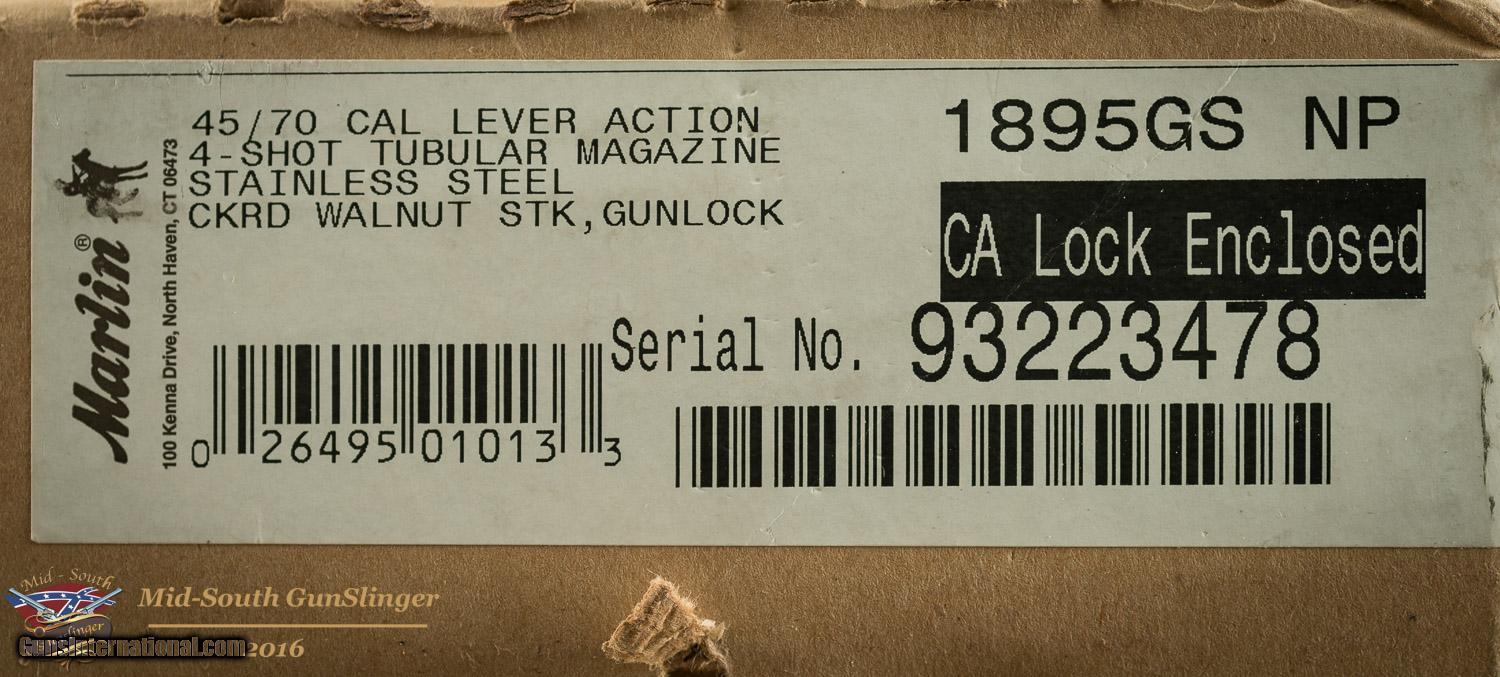 45/70 CAL LEVER ACTION
4-SHOT TUBULAR MAGAZINE
STAINLESS STEEL
CKRD WALNUT STK,GUNLOCK
1895GS NP
CA Lock Enclosed
Serial No. 93223478
Marlin®
100 Kenna Drive, North Haven, CT 06473
0 26495 01013 3
Mid - South
Mid-South GunSlinger
GunsInternational.com
2016